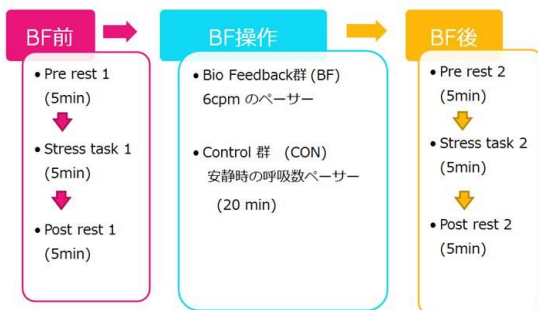 BF前
• Pre rest 1
(5min)
• Stress task 1
(5min)
• Post rest 1
(5min)
BF操作
• Bio Feedback群 (BF)
6cpm のペーサー
• Control 群 (CON)
安静時の呼吸数ペーサー
(20 min)
BF後
• Pre rest 2
(5min)
• Stress task 2
(5min)
• Post rest 2
(5min)